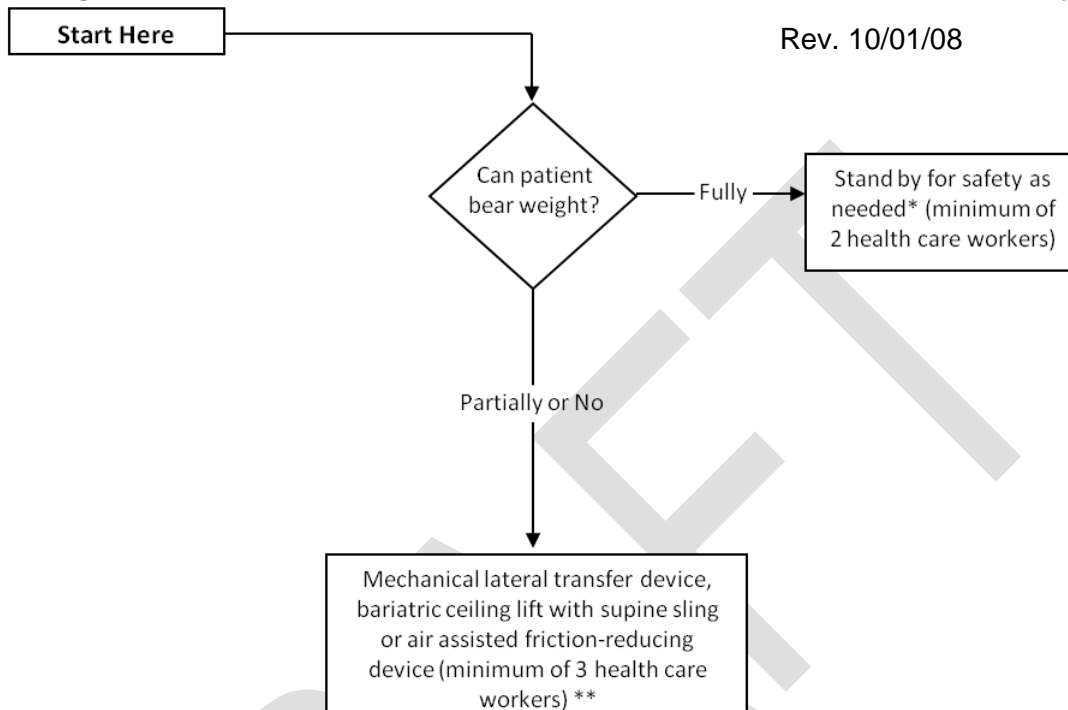 Start Here
Rev. 10/01/08
Can patient
bear weight?
Fully
Stand by for safety as
needed* (minimum of
2 health care workers)
Partially or No
Mechanical lateral transfer device,
bariatric ceiling lift with supine sling
or air assisted friction-reducing
device (minimum of 3 health care
workers) **